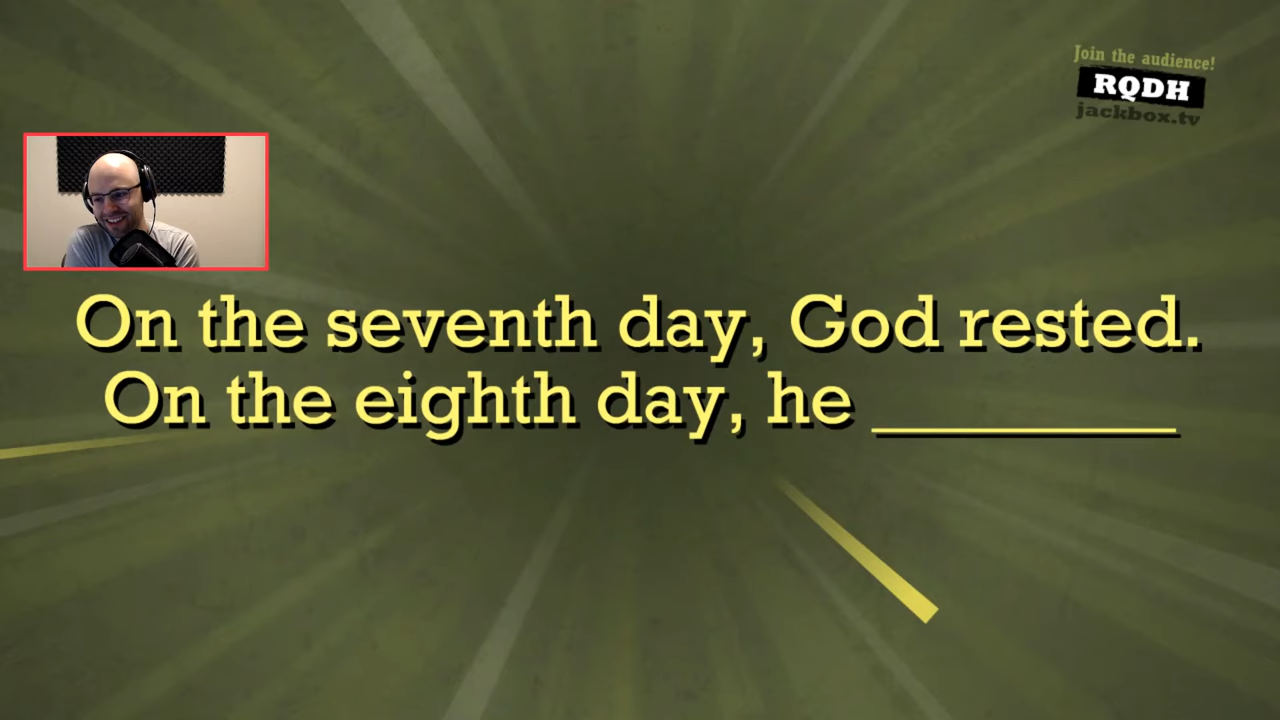 Join the audience!
RQDH
jackbox.tv
On the seventh day, God rested.
On the eighth day, he ________